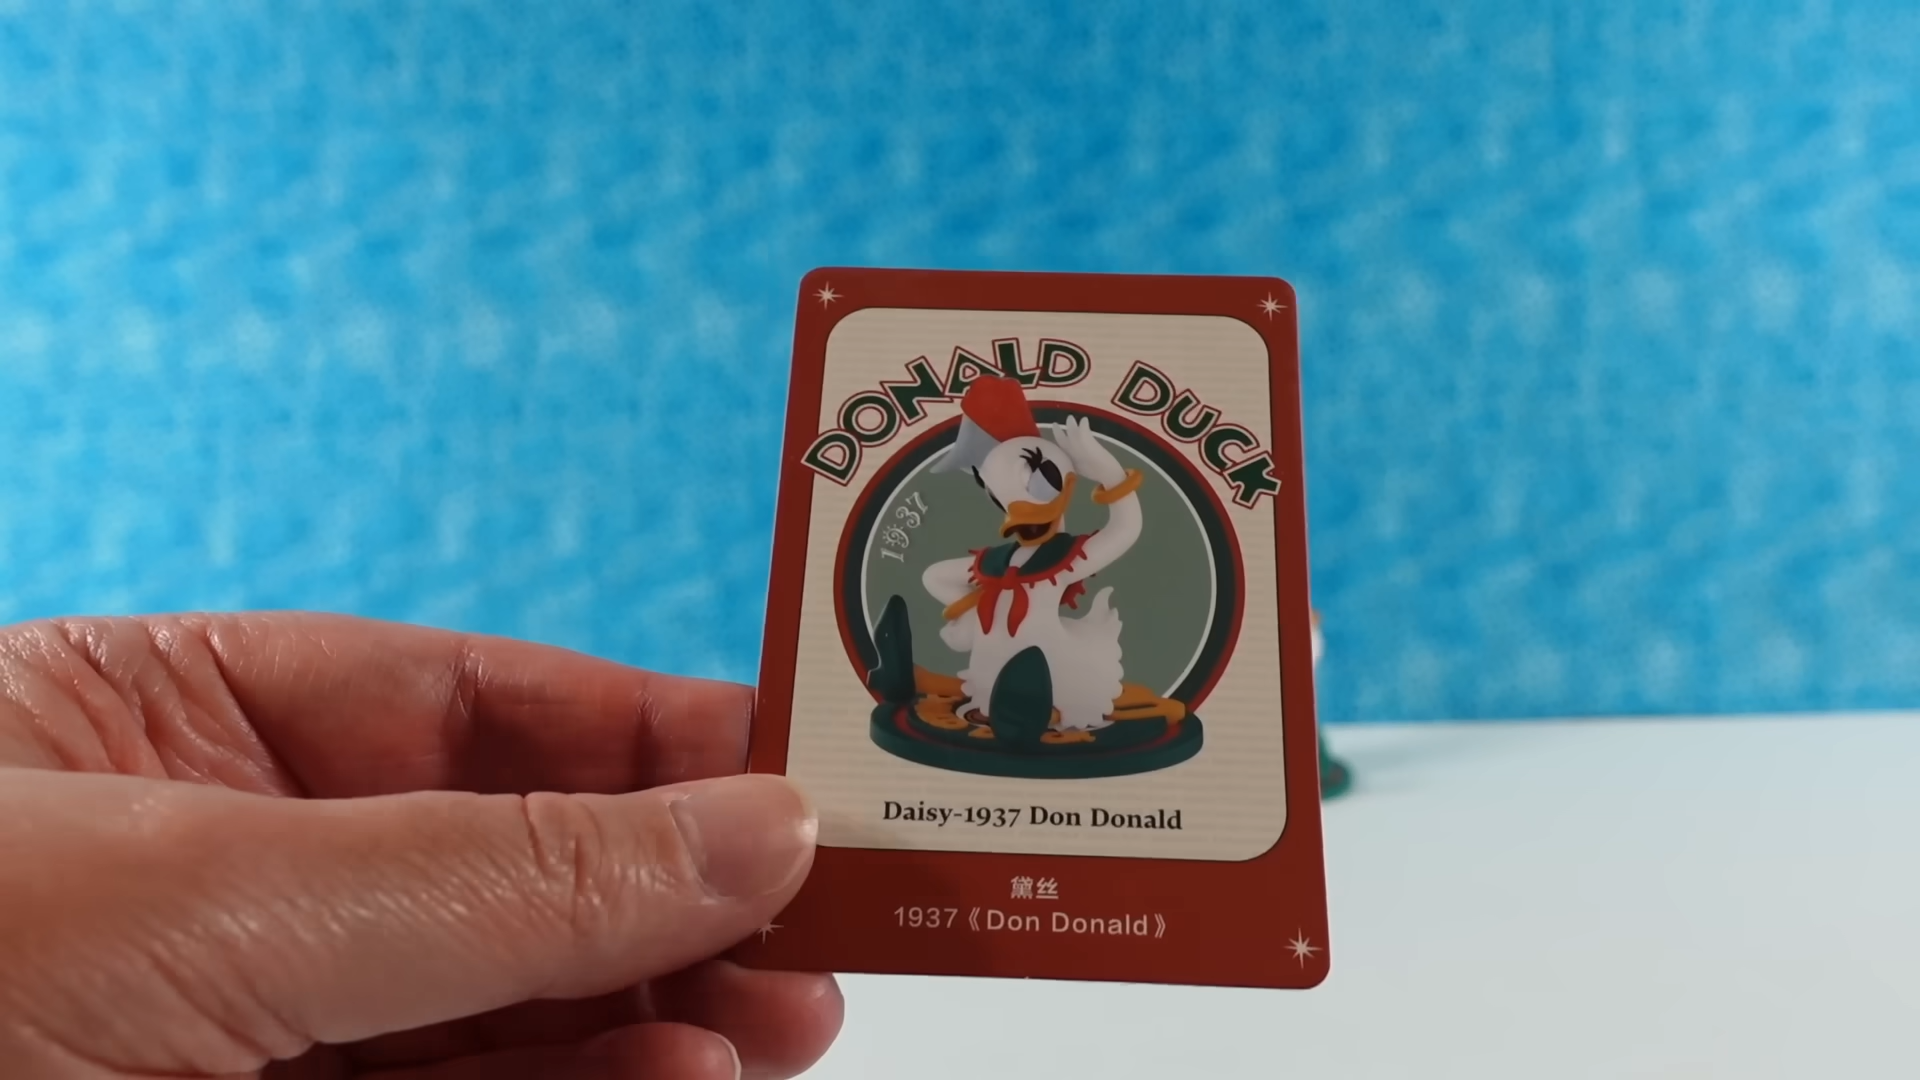 DONALD DUCK
1937
Daisy-1937 Don Donald
黛丝
1937《Don Donald》